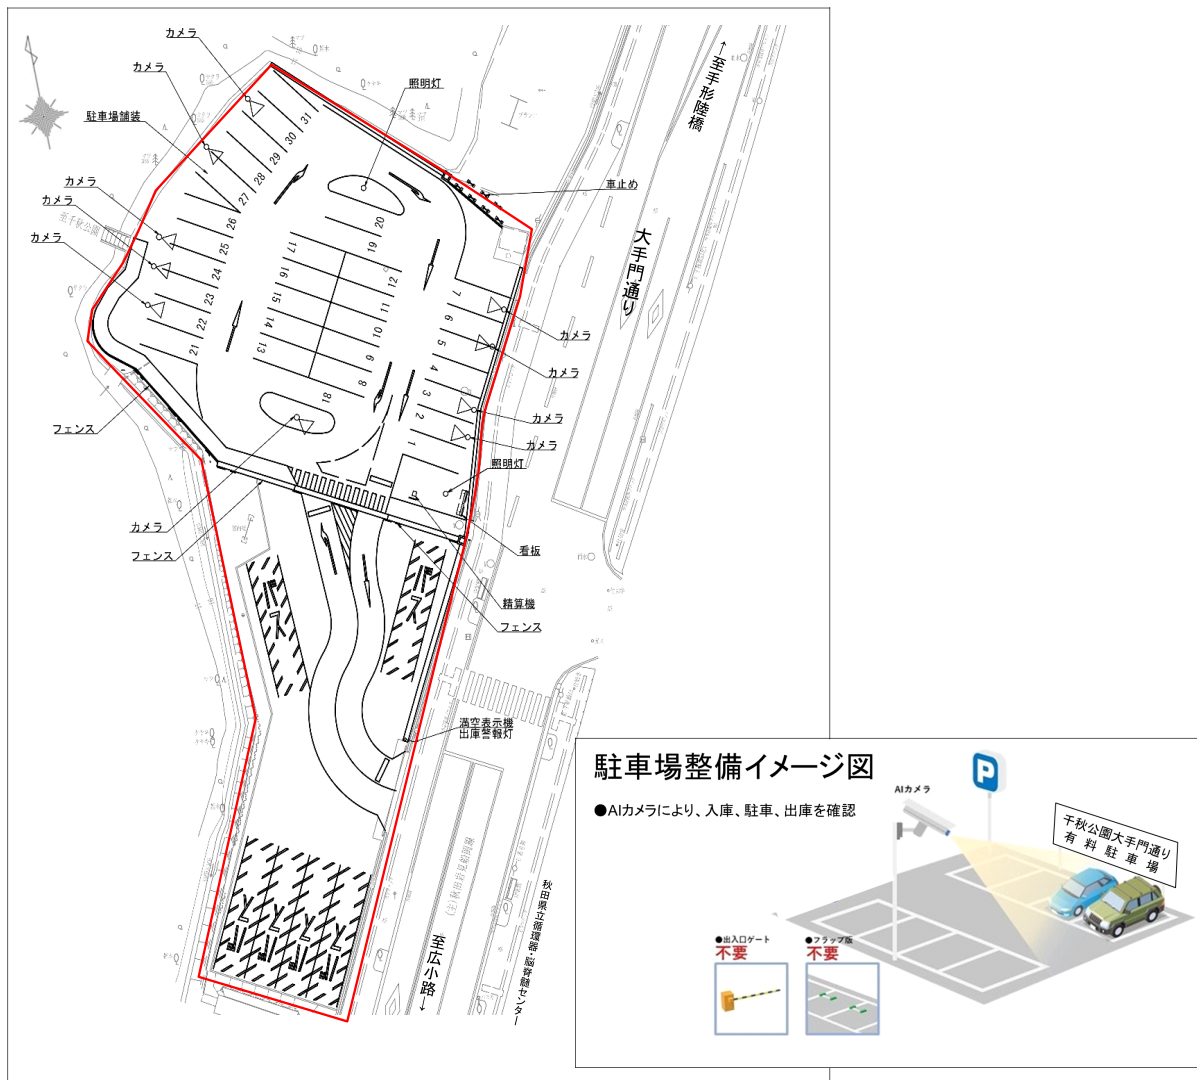 カメラ
カメラ
照明灯
駐車場舗装
カメラ
カメラ
カメラ
至千秋公園
車止め
←至手形陸橋
大手門通り
31
30
29
28
27
26
25
24
23
22
21
20
19
17
16
15
14
13
12
11
10
9
8
18
7
6
5
4
3
2
1
カメラ
カメラ
カメラ
カメラ
照明灯
フェンス
カメラ
フェンス
看板
精算機
フェンス
バス
バス
満空表示機
出庫警報灯
至広小路→
秋田県立循環器・脳脊髄センター
駐車場整備イメージ図
●AIカメラにより、入庫、駐車、出庫を確認
AIカメラ
P
千秋公園大手門通り
有料駐車場
●出入口ゲート
不要
●フラップ版
不要